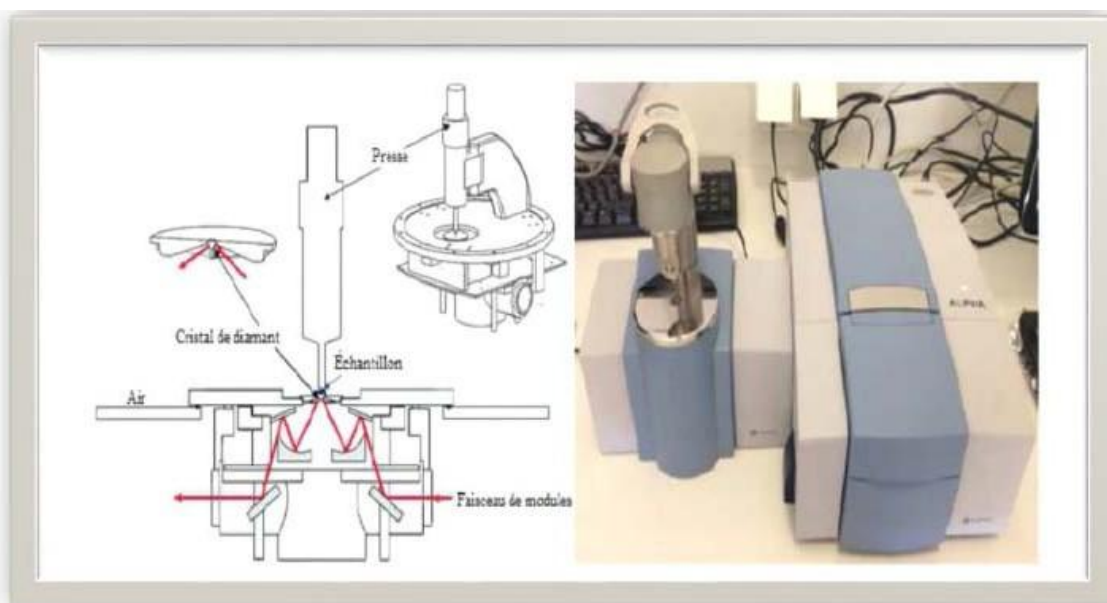 Presse
Cristal de diamant
Échantillon
Air
Faisceau de modules
ALPHA